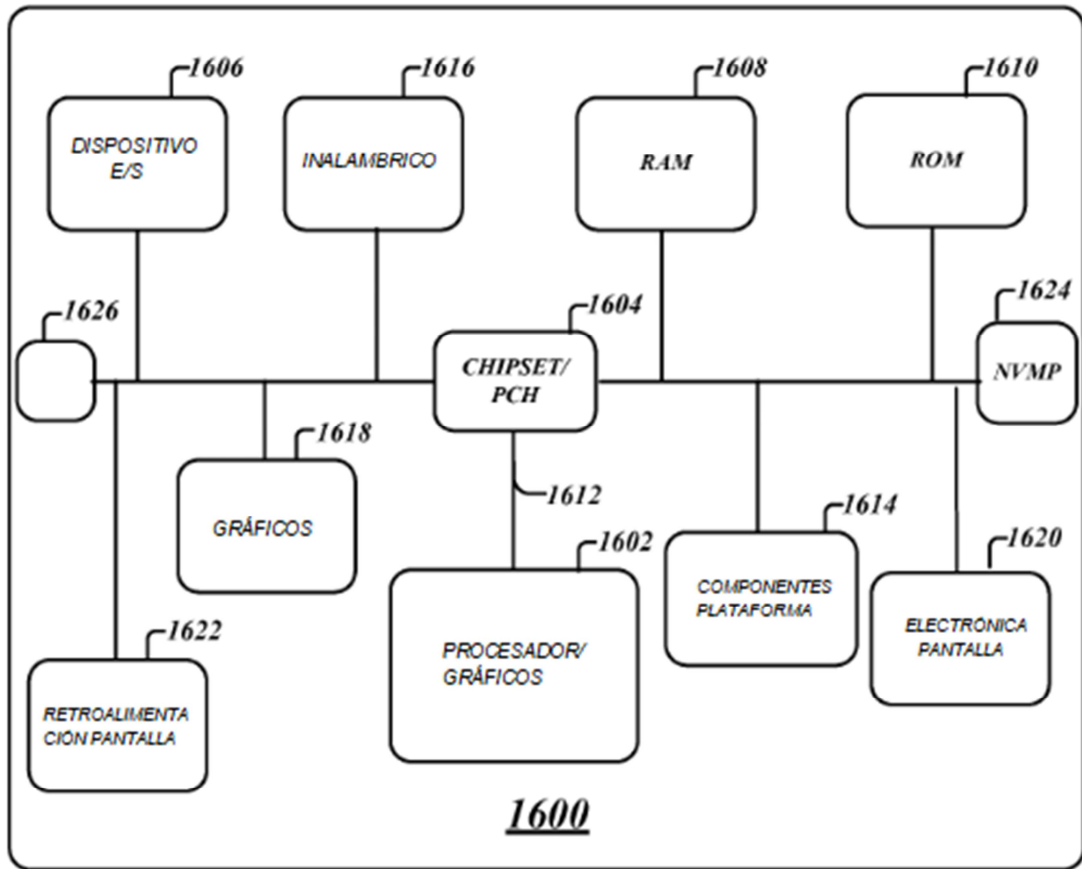 1606
1616
1608
1610
DISPOSITIVO
E/S
INALAMBRICO
RAM
ROM
1626
1604
1624
CHIPSET/
PCH
NVMP
1618
1612
1614
GRÁFICOS
1602
1620
COMPONENTES
PLATAFORMA
ELECTRÓNICA
PANTALLA
1622
PROCESADOR/
GRÁFICOS
RETROALIMENTA
CIÓN PANTALLA
1600